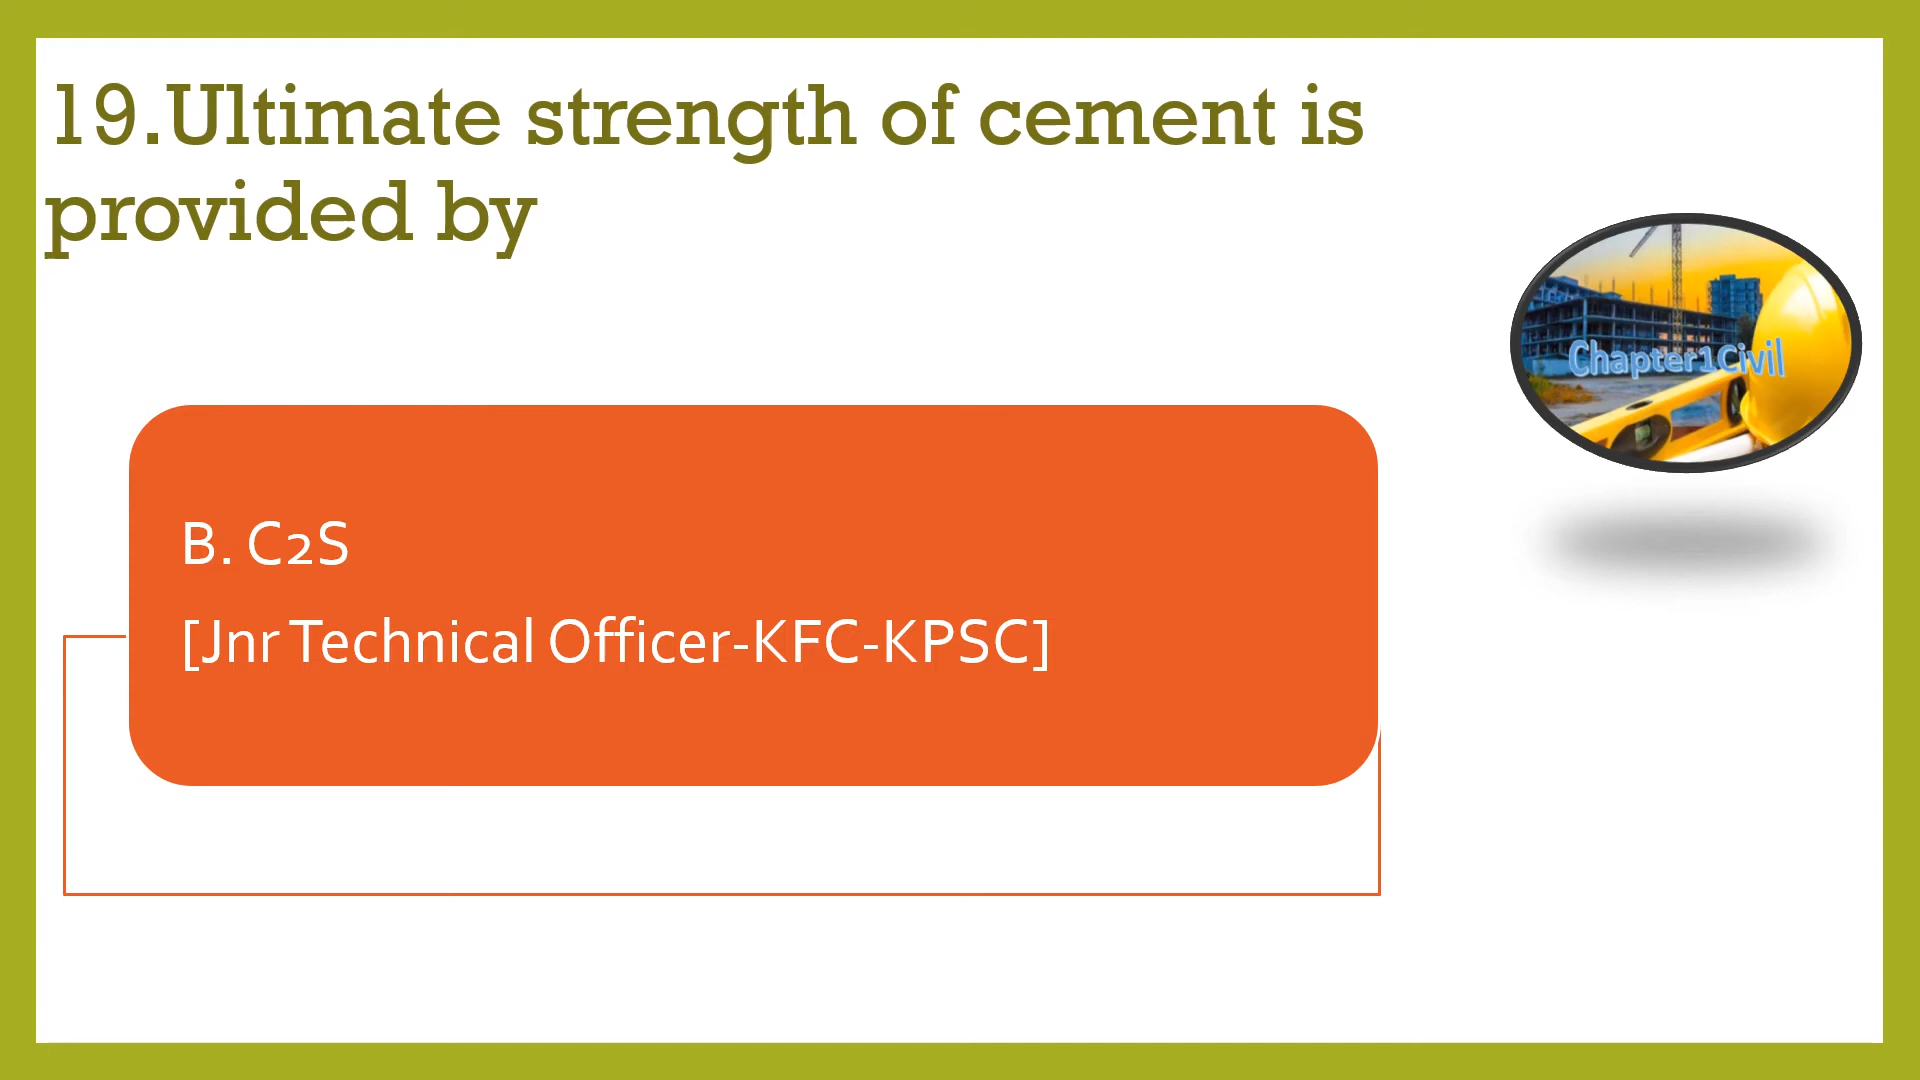 19.Ultimate strength of cement is
provided by
Chapter1Civil
B. C2S
[Jnr Technical Officer-KFC-KPSC]